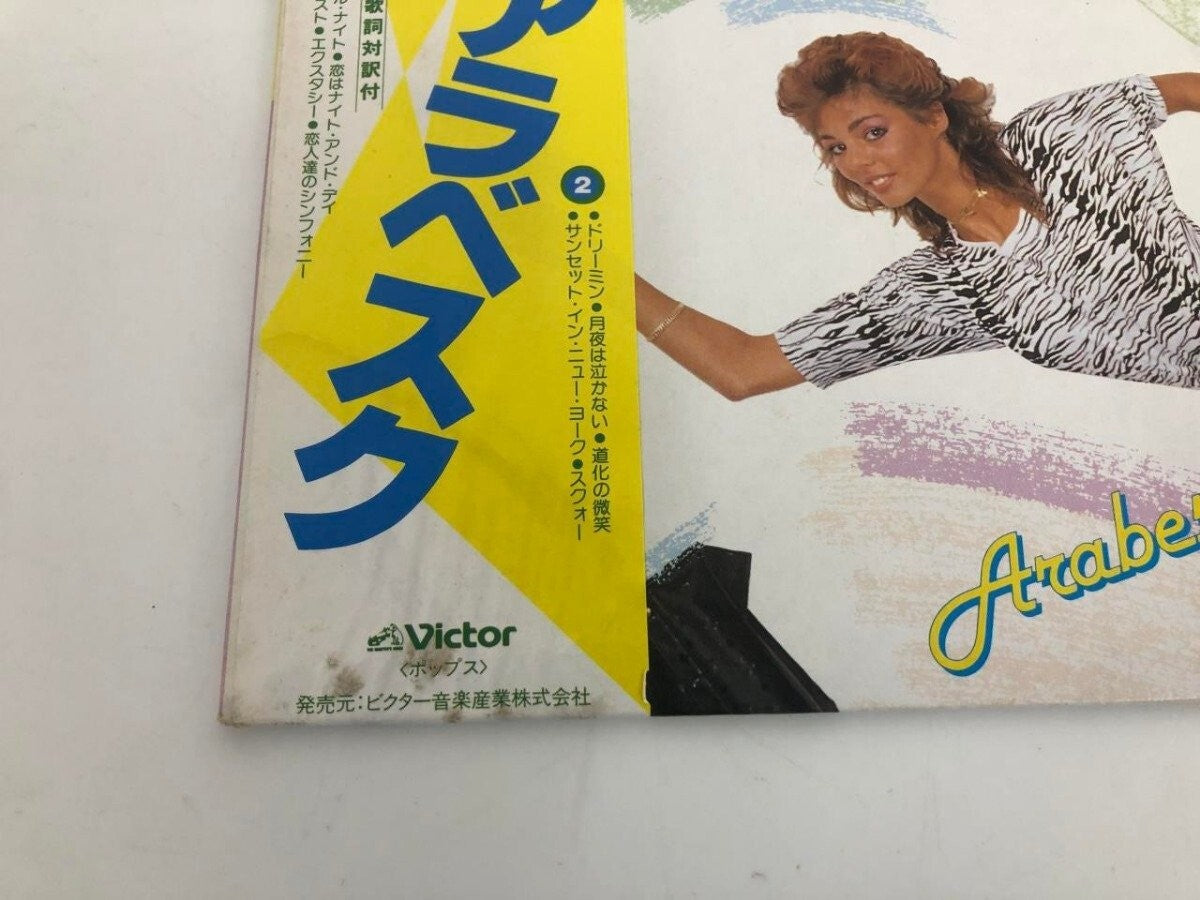 歌詞対訳付
アラベスク
ル・ナイト●恋はナイト・アンド・デイ
スト●エクスタシー●恋人達のシンフォニー
2
●ドリーミン●月夜は泣かない●道化の微笑
●サンセット・イン・ニュー・ヨーク●スクォー
Arabe
Victor
〈ポップス〉
発売元:ビクター音楽産業株式会社